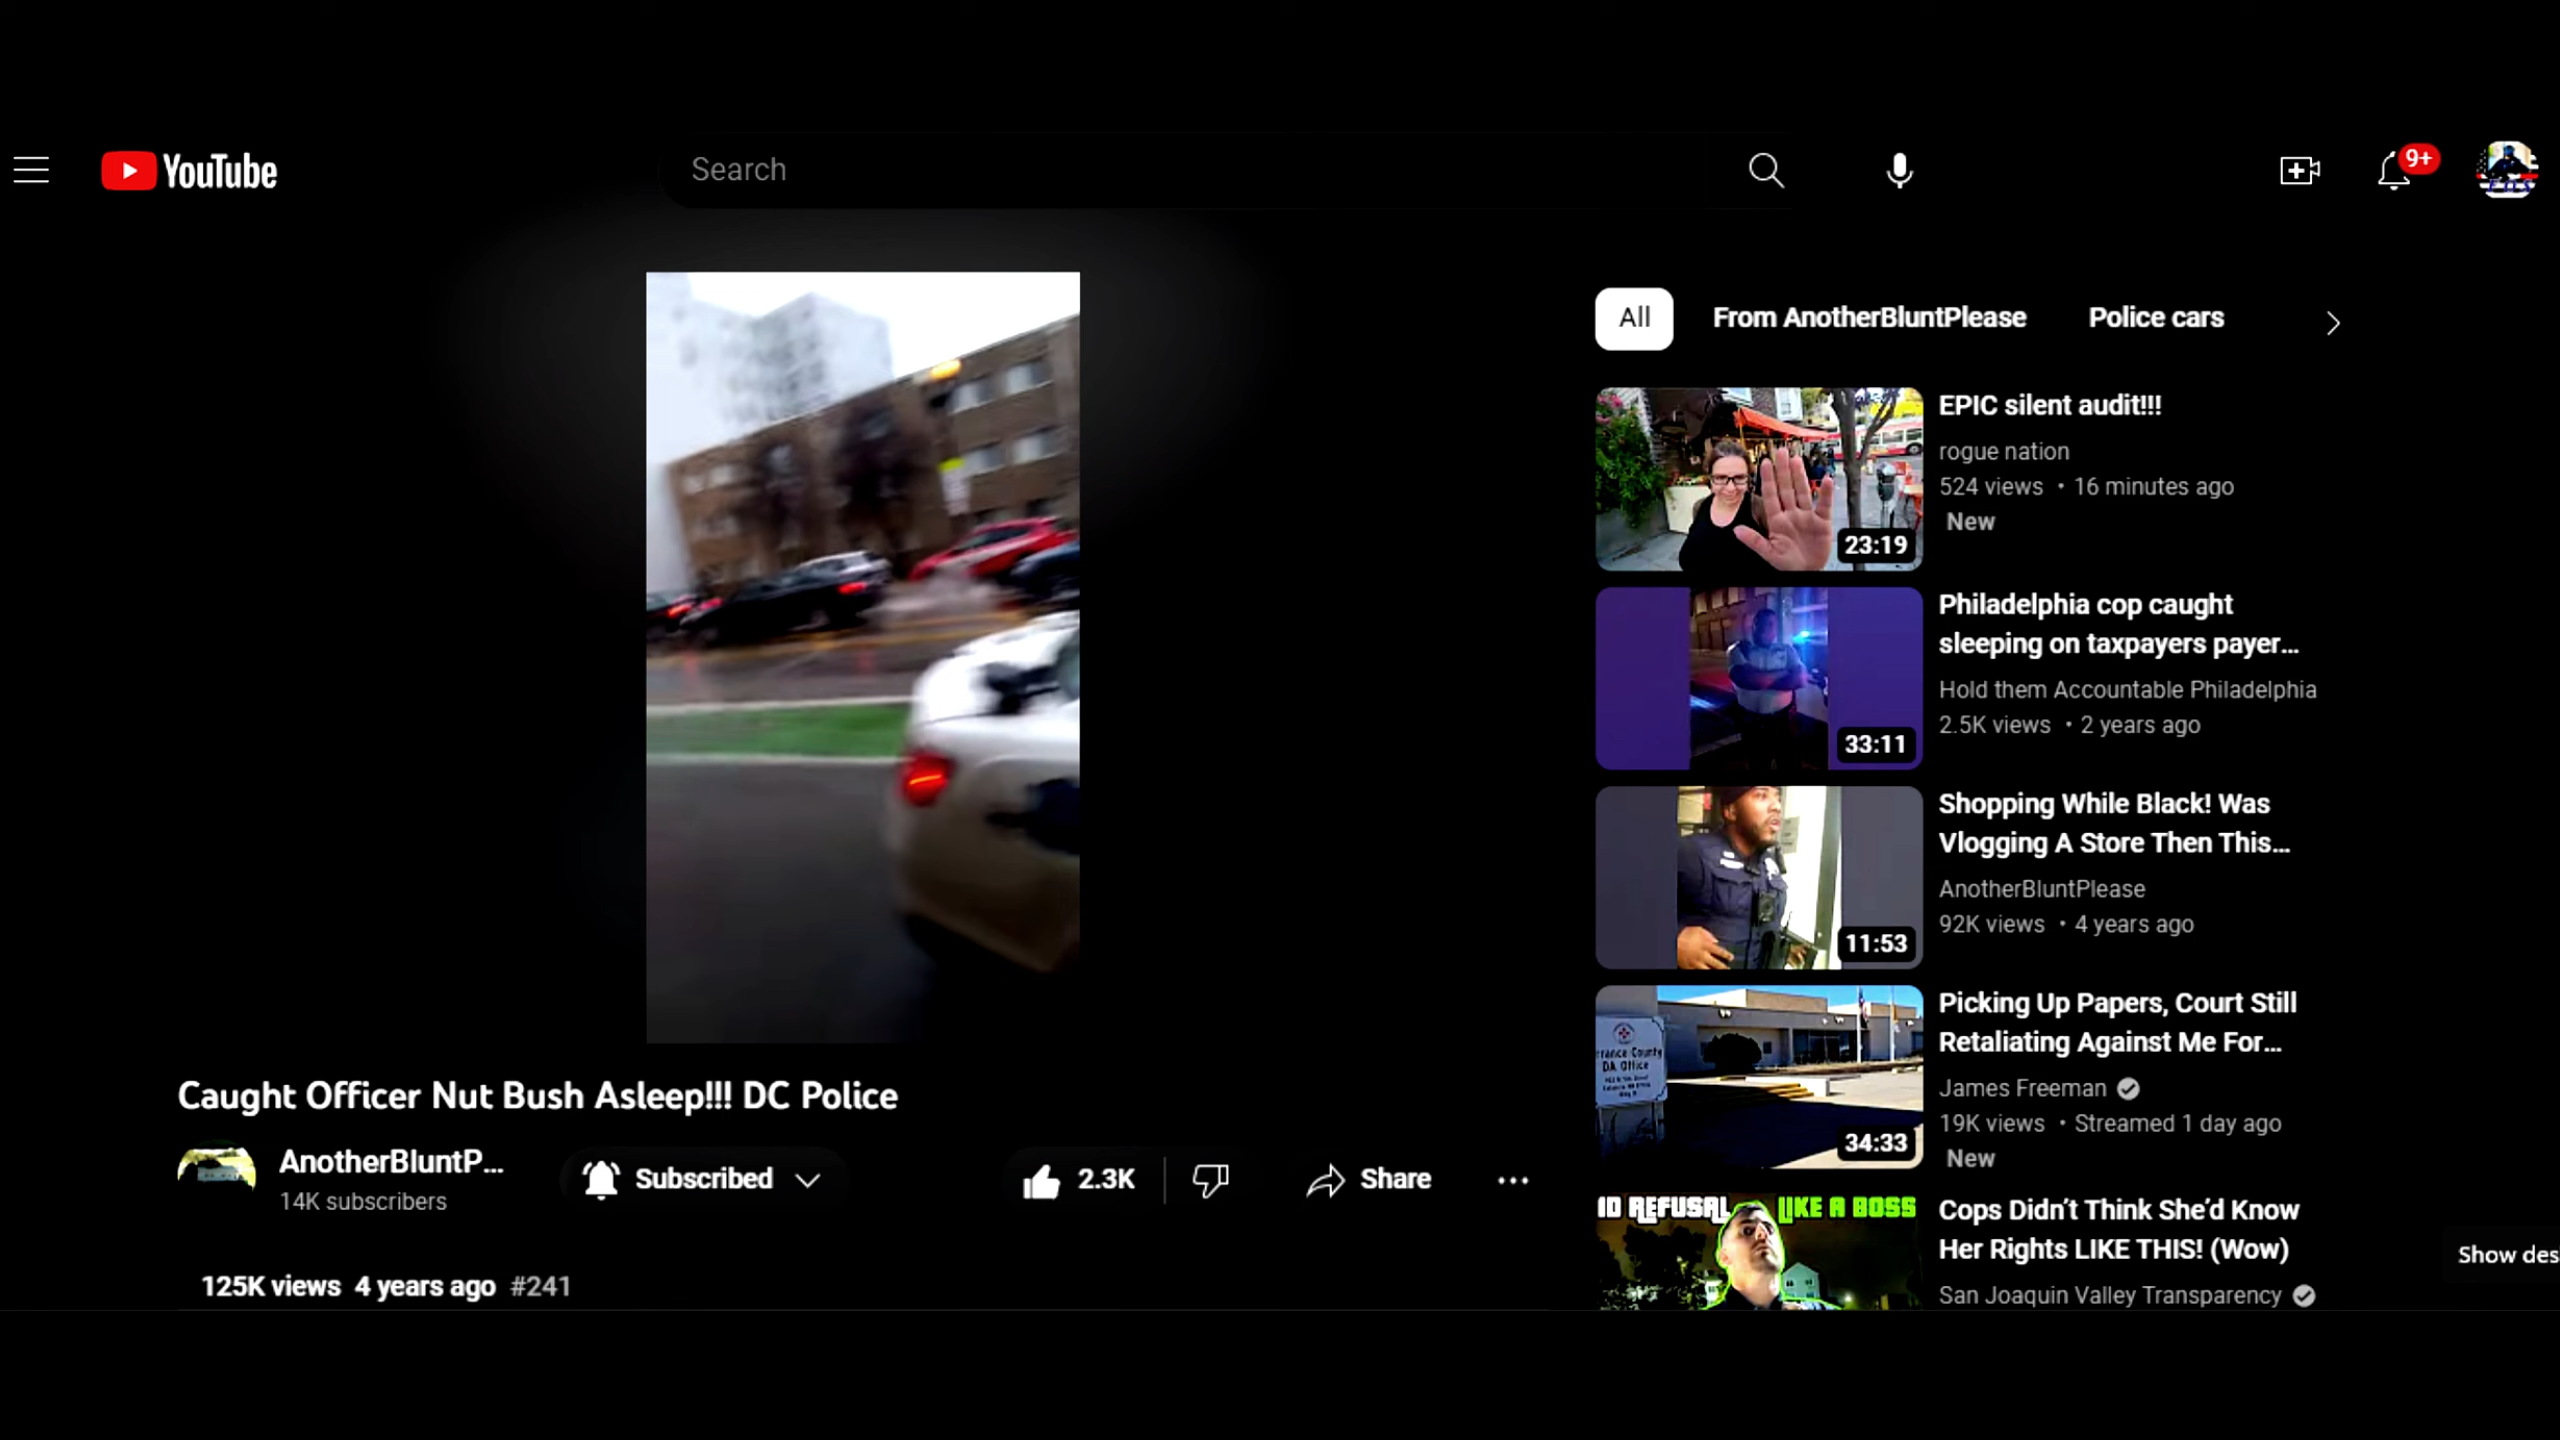 YouTube
Search
9+
All
From AnotherBluntPlease
Police cars
EPIC silent audit!!!
rogue nation
524 views • 16 minutes ago
New
23:19
Philadelphia cop caught
sleeping on taxpayers payer...
Hold them Accountable Philadelphia
2.5K views • 2 years ago
33:11
Shopping While Black! Was
Vlogging A Store Then This...
AnotherBluntPlease
92K views • 4 years ago
11:53
rrance County
DA Office
Picking Up Papers, Court Still
Retaliating Against Me For...
James Freeman
19K views • Streamed 1 day ago
New
34:33
ID REFUSAL LIKE A BOSS
Cops Didn't Think She'd Know
Her Rights LIKE THIS! (Wow)
San Joaquin Valley Transparency
Show des
Caught Officer Nut Bush Asleep!!! DC Police
AnotherBluntP...
14K subscribers
Subscribed
2.3K
Share
125K views 4 years ago #241